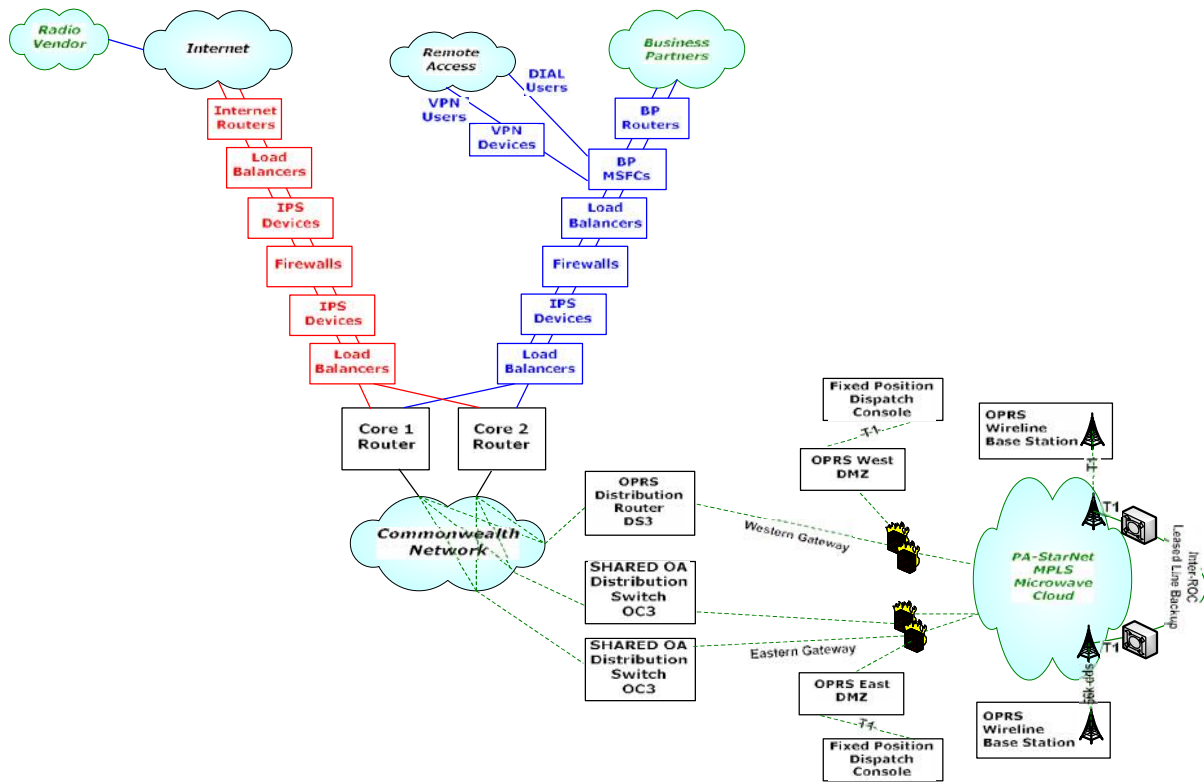 Radio
Vendor
Internet
Remote
Access
Business
Partners
DIAL
Users
VPN
Users
Internet
Routers
VPN
Devices
BP
Routers
Load
Balancers
BP
MSFCs
IPS
Devices
Load
Balancers
Firewalls
Firewalls
IPS
Devices
IPS
Devices
Load
Balancers
Load
Balancers
Core 1
Router
Core 2
Router
Commonwealth
Network
OPRS
Distribution
Router
DS3
SHARED OA
Distribution
Switch
OC3
SHARED OA
Distribution
Switch
OC3
Western Gateway
Eastern Gateway
Fixed Position
Dispatch
Console
T1
OPRS West
DMZ
OPRS East
DMZ
T1
Fixed Position
Dispatch
Console
OPRS
Wireline
Base Station
T1
T1
PA-StarNet
MPLS
Microwave
Cloud
T1
Inter-ROC
Leased Line Backup
OPRS
Wireline
Base Station